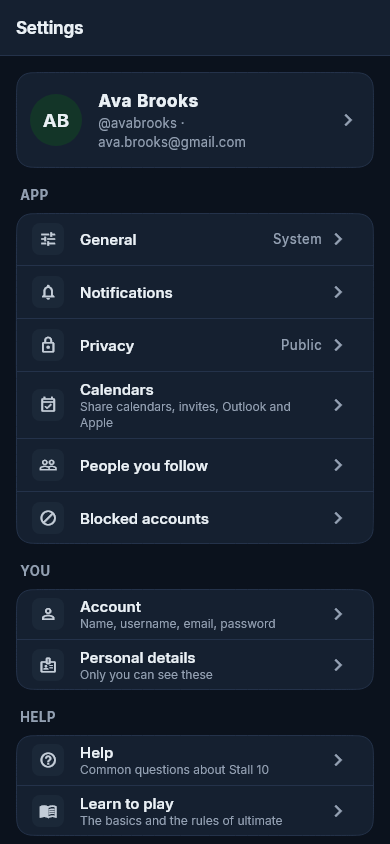 Settings
AB
Ava Brooks
@avabrooks ·
ava.brooks@gmail.com
APP
General System
Notifications
Privacy Public
Calendars
Share calendars, invites, Outlook and
Apple
People you follow
Blocked accounts
YOU
Account
Name, username, email, password
Personal details
Only you can see these
HELP
Help
Common questions about Stall 10
Learn to play
The basics and the rules of ultimate